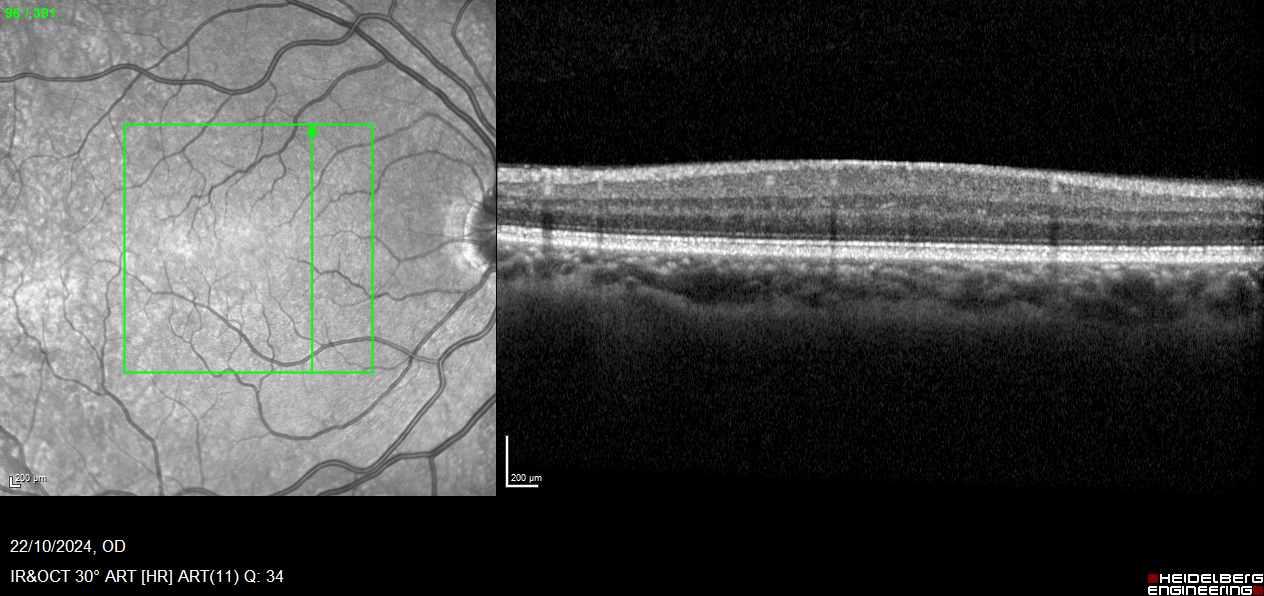 96 / 391
200 µm
200 µm
22/10/2024, OD
IR&OCT 30° ART [HR] ART(11) Q: 34
HEIDELBERG
ENGINEERING